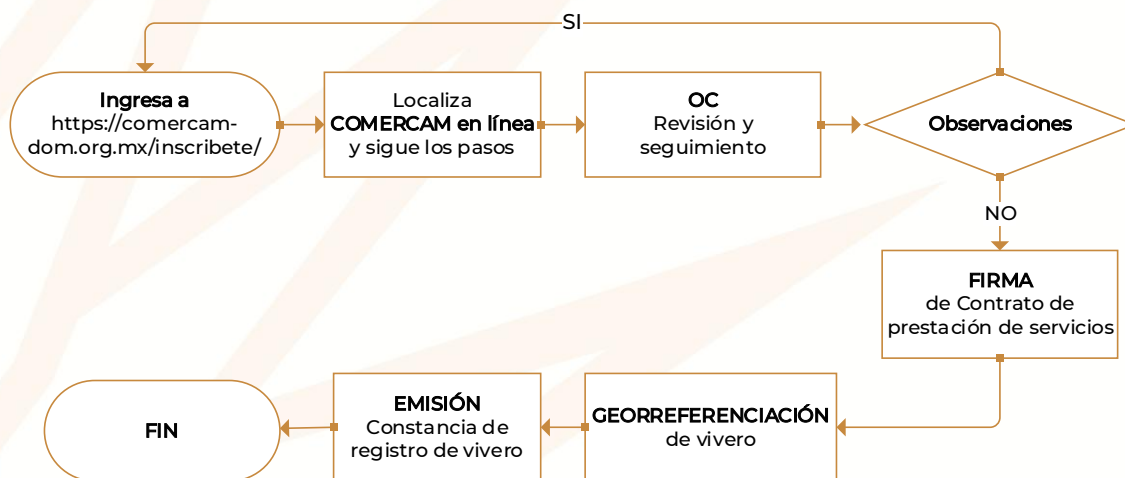 SI
Ingresa a
https://comercam-
dom.org.mx/inscribete/
Localiza
COMERCAM en línea
y sigue los pasos
OC
Revisión y
seguimiento
Observaciones
NO
FIRMA
de Contrato de
prestación de servicios
GEORREFERENCIACIÓN
de vivero
EMISIÓN
Constancia de
registro de vivero
FIN